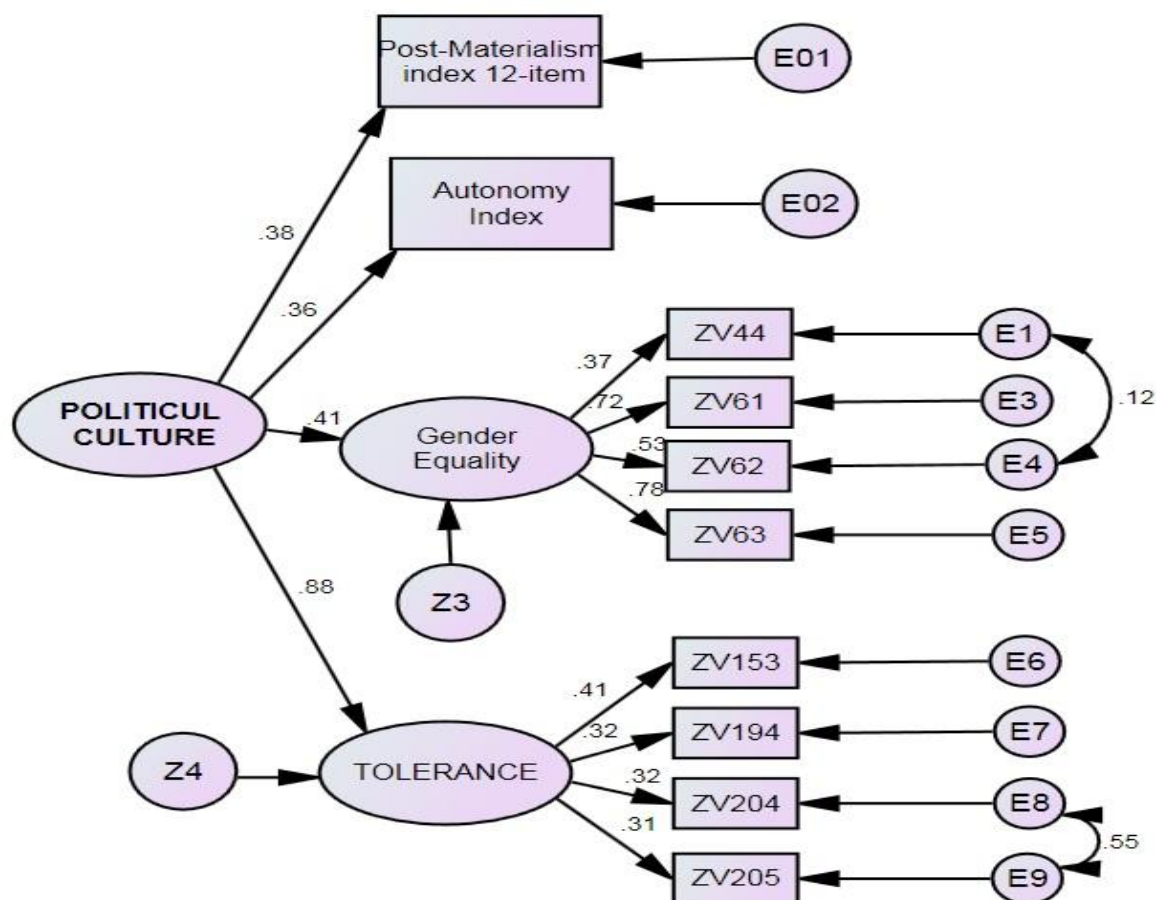 Post-Materialism
index 12-item
E01
Autonomy
Index
E02
.38
.36
ZV44
E1
.37
ZV61
E3
.72
.12
POLITICUL
CULTURE
.41
Gender
Equality
.53
ZV62
E4
.78
ZV63
E5
Z3
.88
ZV153
E6
.41
ZV194
E7
.32
Z4
TOLERANCE
.32
ZV204
E8
.31
.55
ZV205
E9